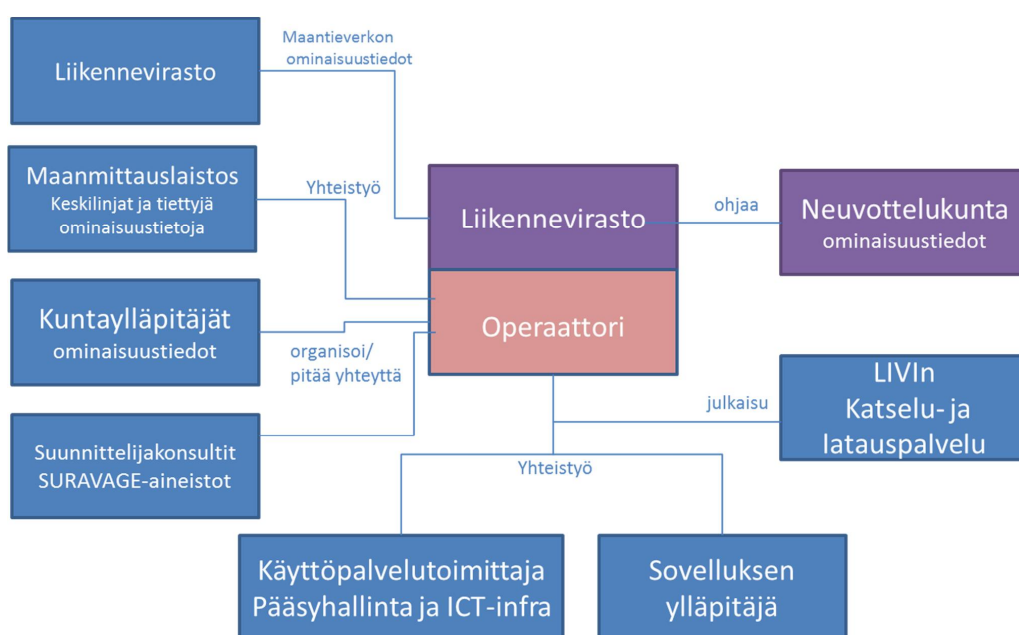 Liikennevirasto
Maantieverkon
ominaisuustiedot
Maanmittauslaistos
Keskilinjat ja tiettyjä
ominaisuustietoja
Yhteistyö
Liikennevirasto
ohjaa
Neuvottelukunta
ominaisuustiedot
Kuntaylläpitäjät
ominaisuustiedot
organisoi/
pitää yhteyttä
Operaattori
julkaisu
LIVIn
Katselu- ja
latauspalvelu
Suunnittelijakonsultit
SURAVAGE-aineistot
Yhteistyö
Käyttöpalvelutoimittaja
Pääsyhallinta ja ICT-infra
Sovelluksen
ylläpitäjä